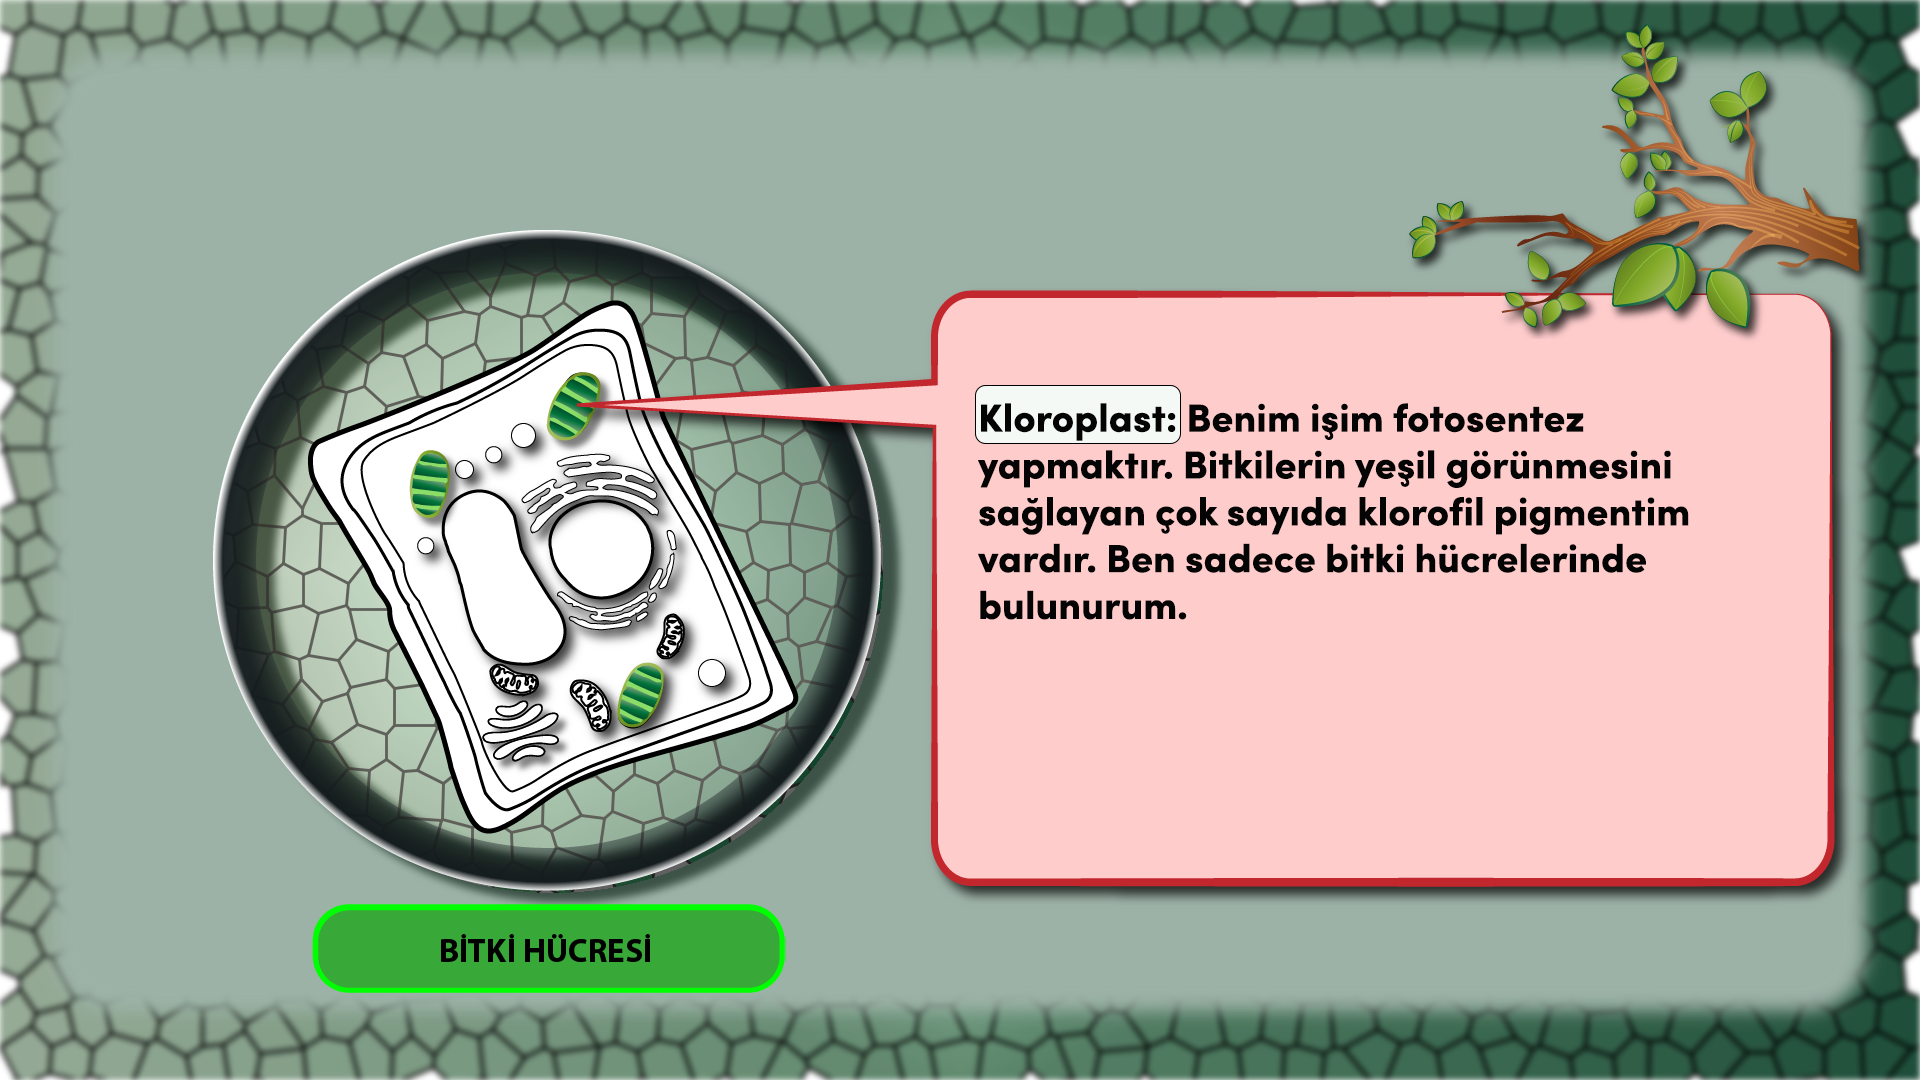 Kloroplast: Benim işim fotosentez
yapmaktır. Bitkilerin yeşil görünmesini
sağlayan çok sayıda klorofil pigmentim
vardır. Ben sadece bitki hücrelerinde
bulunurum.
BİTKİ HÜCRESİ